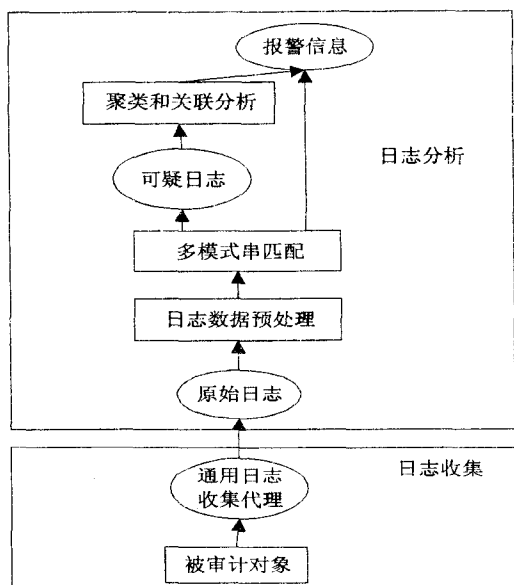 报警信息
聚类和关联分析
日志分析
可疑日志
多模式串匹配
日志数据预处理
原始日志
日志收集
通用日志
收集代理
被审计对象